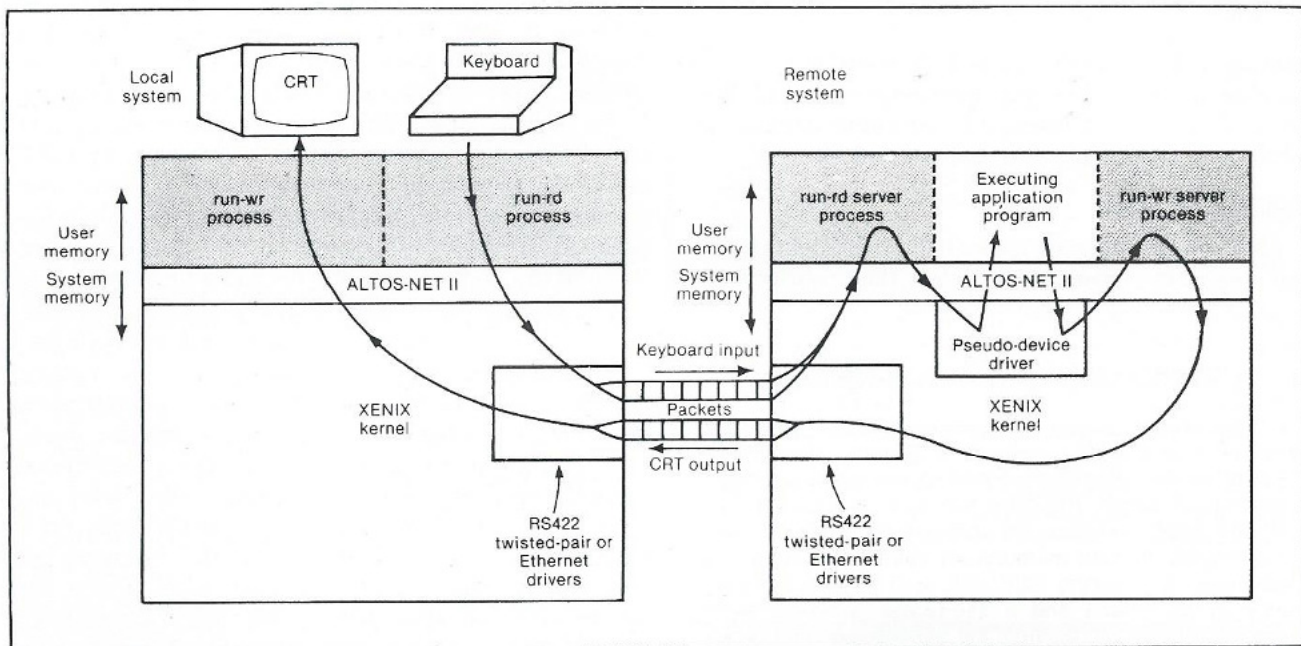 Local
system
CRT
Keyboard
Remote
system
run-wr
process
run-rd
process
run-rd server
process
Executing
application
program
run-wr server
process
User
memory
System
memory
User
memory
System
memory
ALTOS-NET II
ALTOS-NET II
Keyboard input
Pseudo-device
driver
Packets
XENIX
kernel
XENIX
kernel
CRT output
RS422
twisted-pair or
Ethernet
drivers
RS422
twisted-pair or
Ethernet
drivers